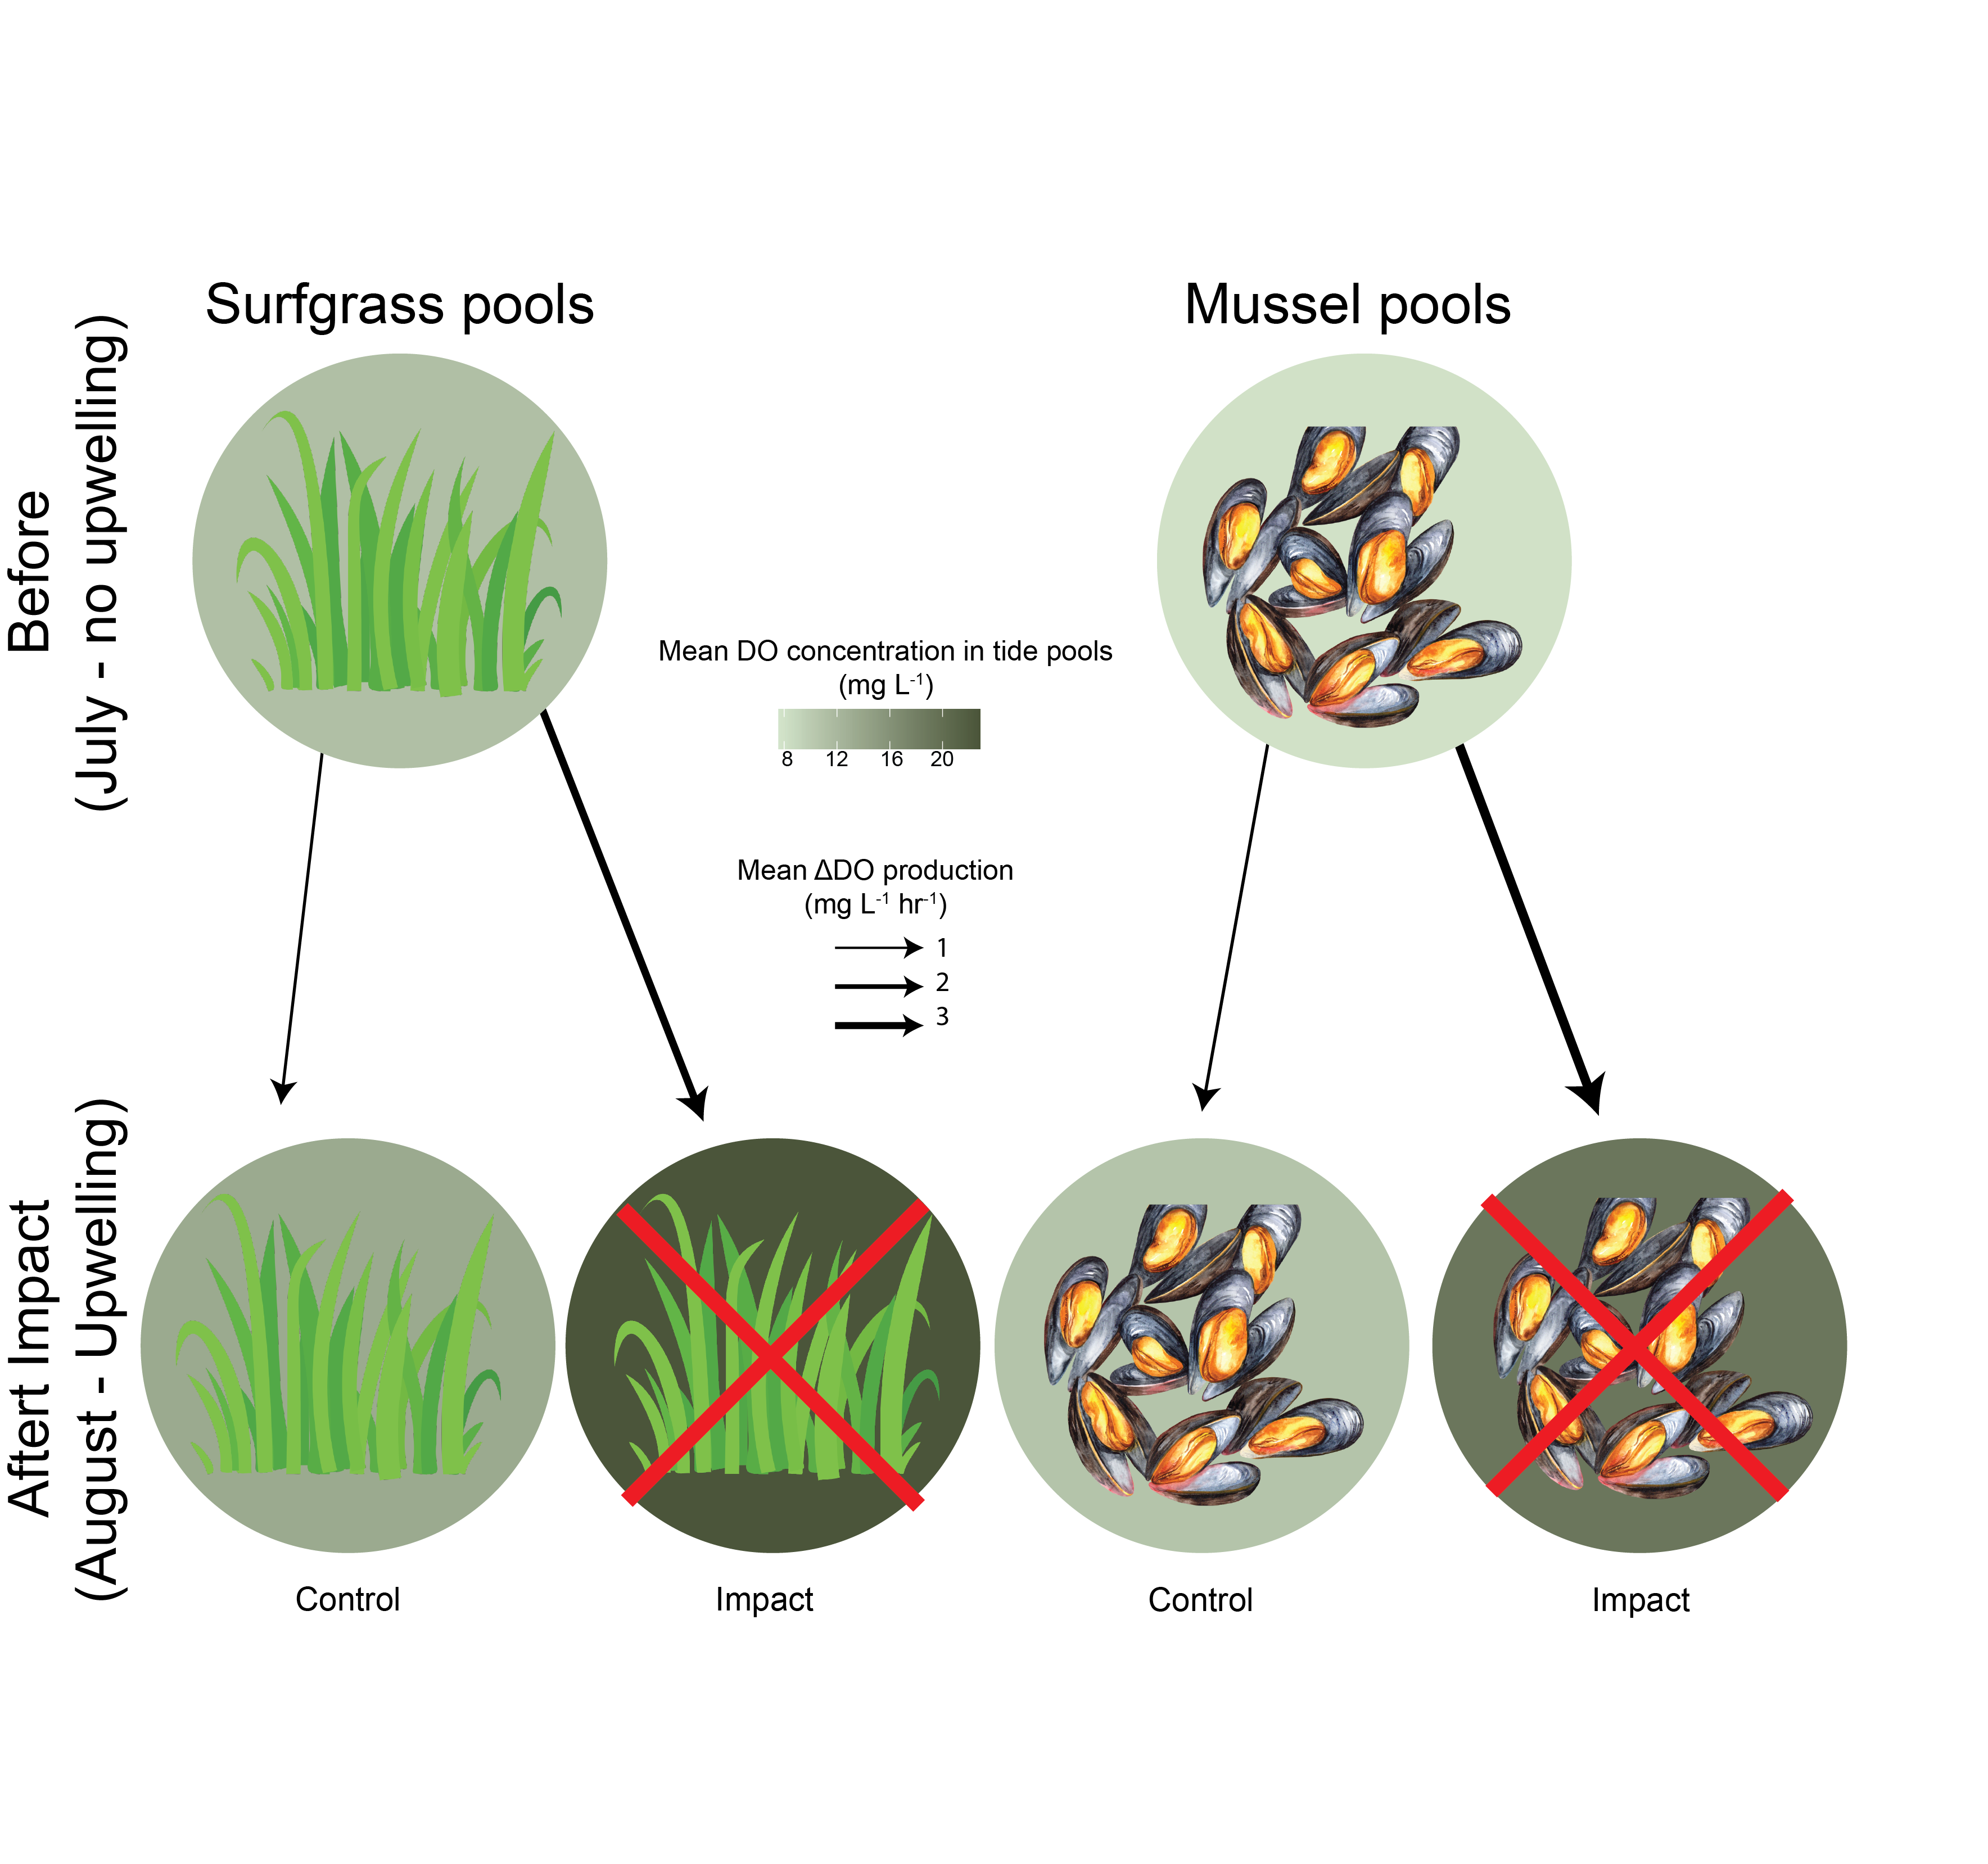 Surfgrass pools
Mussel pools
Before
(July - no upwelling)
Mean DO concentration in tide pools
(mg L-1)
8 12 16 20
Mean ΔDO production
(mg L-1 hr-1)
1
2
3
Aftert Impact
(August - Upwelling)
Control
Impact
Control
Impact